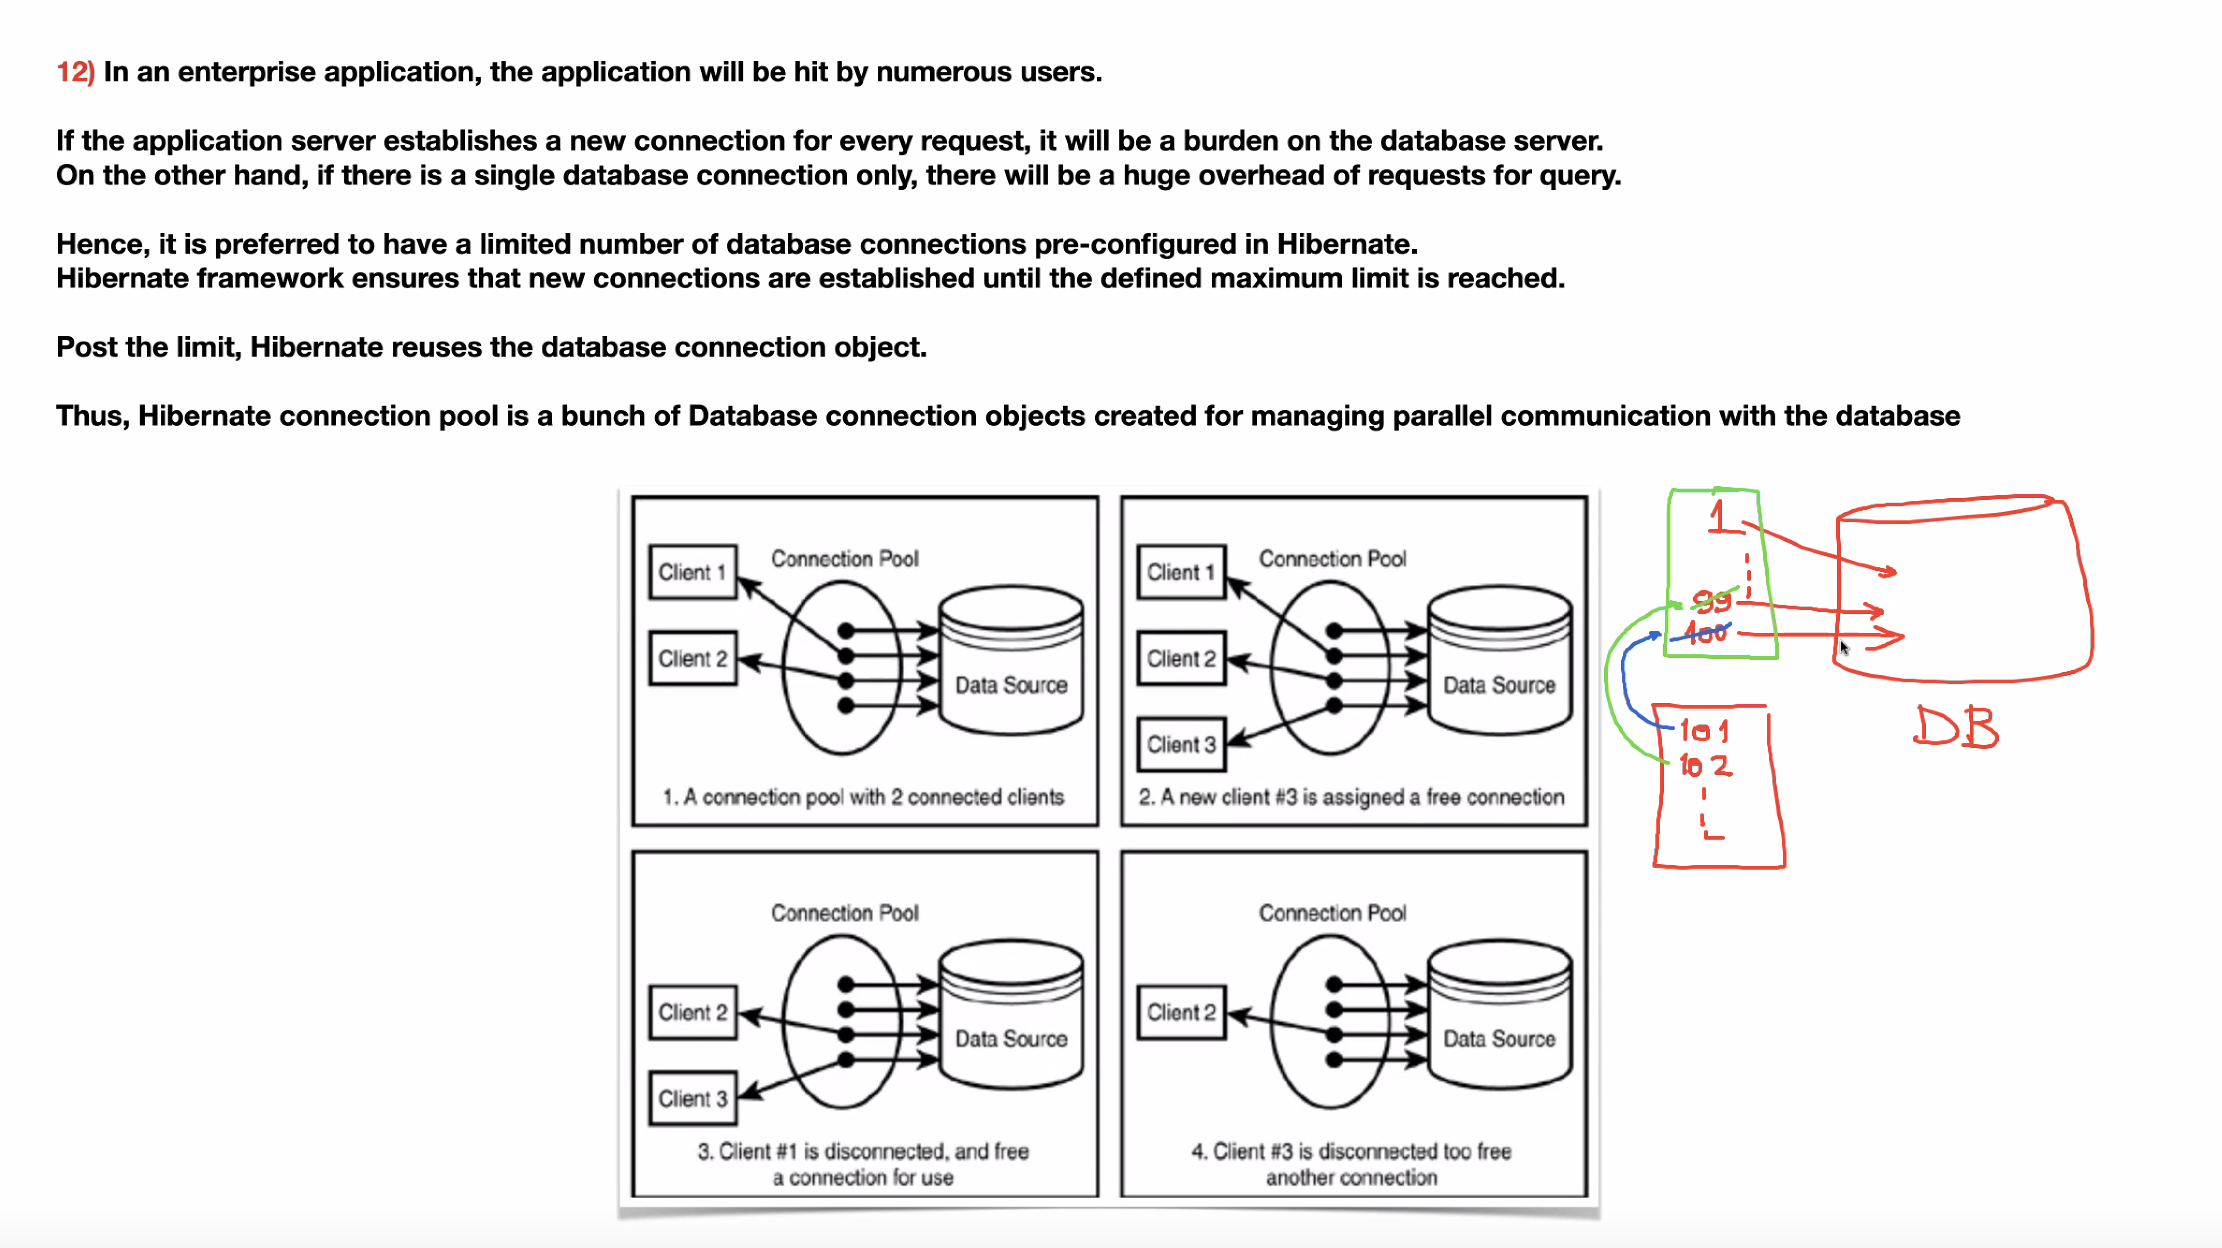 12) In an enterprise application, the application will be hit by numerous users.
If the application server establishes a new connection for every request, it will be a burden on the database server.
On the other hand, if there is a single database connection only, there will be a huge overhead of requests for query.
Hence, it is preferred to have a limited number of database connections pre-configured in Hibernate.
Hibernate framework ensures that new connections are established until the defined maximum limit is reached.
Post the limit, Hibernate reuses the database connection object.
Thus, Hibernate connection pool is a bunch of Database connection objects created for managing parallel communication with the database
Connection Pool
Client 1
Client 2
Data Source
1. A connection pool with 2 connected clients
Connection Pool
Client 1
Client 2
Client 3
Data Source
2. A new client #3 is assigned a free connection
Connection Pool
Client 2
Client 3
Data Source
3. Client #1 is disconnected, and free
a connection for use
Connection Pool
Client 2
Data Source
4. Client #3 is disconnected too free
another connection
1
99
100
101
102
DB